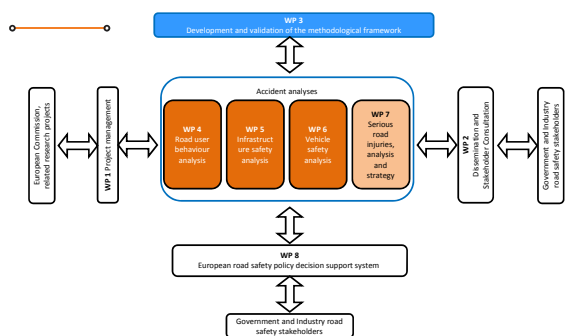 WP 3
Development and validation of the methodological framework
European Commission,
related research projects
WP 1 Project management
Accident analyses
WP 4
Road user
behaviour
analysis
WP 5
Infrastruct
ure safety
analysis
WP 6
Vehicle
safety
analysis
WP 7
Serious
road
injuries,
analysis
and
strategy
WP 2
Dissemination and
Stakeholder Consultation
Government and Industry
road safety stakeholders
WP 8
European road safety policy decision support system
Government and Industry road
safety stakeholders